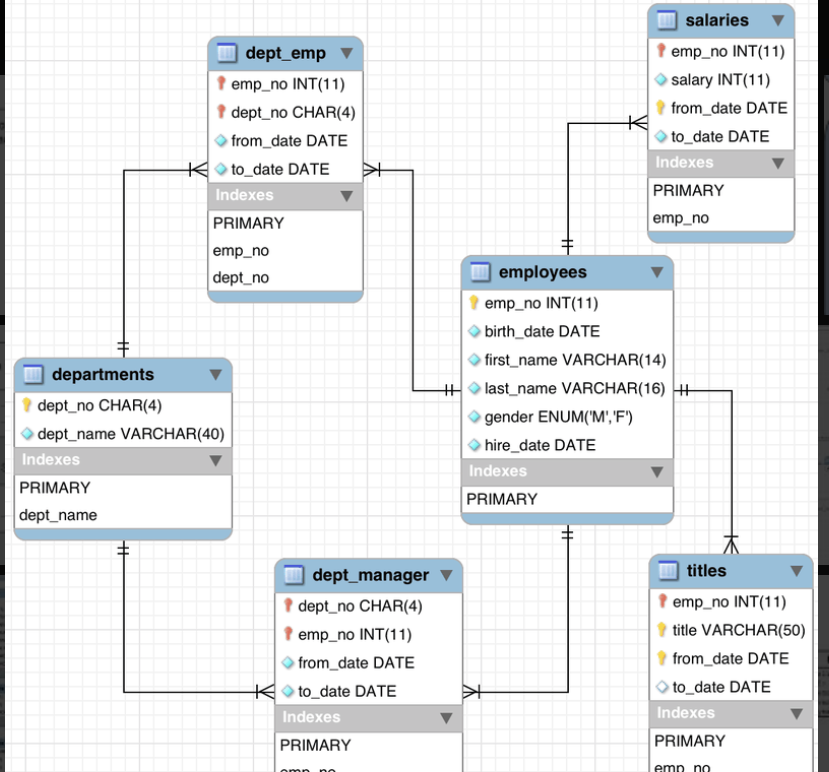 salaries
emp_no INT(11)
salary INT(11)
from_date DATE
to_date DATE
Indexes
PRIMARY
emp_no
dept_emp
emp_no INT(11)
dept_no CHAR(4)
from_date DATE
to_date DATE
Indexes
PRIMARY
emp_no
dept_no
employees
emp_no INT(11)
birth_date DATE
first_name VARCHAR(14)
last_name VARCHAR(16)
gender ENUM('M','F')
hire_date DATE
Indexes
PRIMARY
departments
dept_no CHAR(4)
dept_name VARCHAR(40)
Indexes
PRIMARY
dept_name
dept_manager
dept_no CHAR(4)
emp_no INT(11)
from_date DATE
to_date DATE
Indexes
PRIMARY
emp_no
titles
emp_no INT(11)
title VARCHAR(50)
from_date DATE
to_date DATE
Indexes
PRIMARY
emp_no